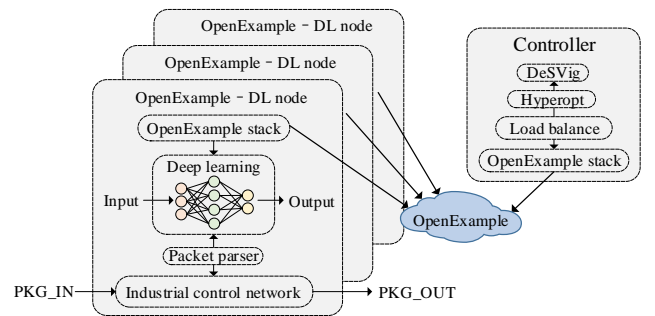 OpenExample - DL node
OpenExample - DL node
OpenExample - DL node
OpenExample stack
Deep learning
Input
Output
Packet parser
PKG_IN
Industrial control network
PKG_OUT
OpenExample
Controller
DeSVig
Hyperopt
Load balance
OpenExample stack